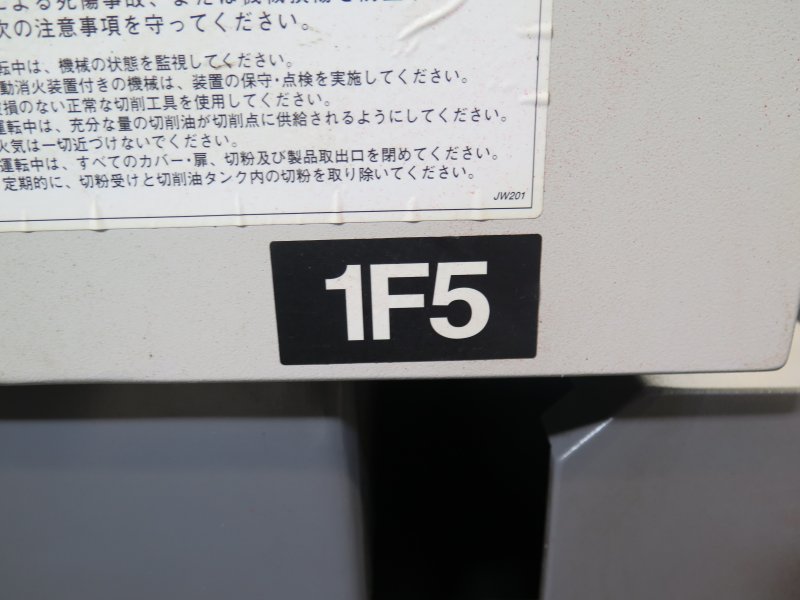 による死傷事故、または機械損傷を防止
次の注意事項を守ってください。
転中は、機械の状態を監視してください。
動消火装置付きの機械は、装置の保守・点検を実施してください。
損のない正常な切削工具を使用してください。
運転中は、充分な量の切削油が切削点に供給されるようにしてください。
火気は一切近づけないでください。
運転中は、すべてのカバー・扉、切粉及び製品取出口を閉めてください。
定期的に、切粉受けと切削油タンク内の切粉を取り除いてください。
JW201
1F5